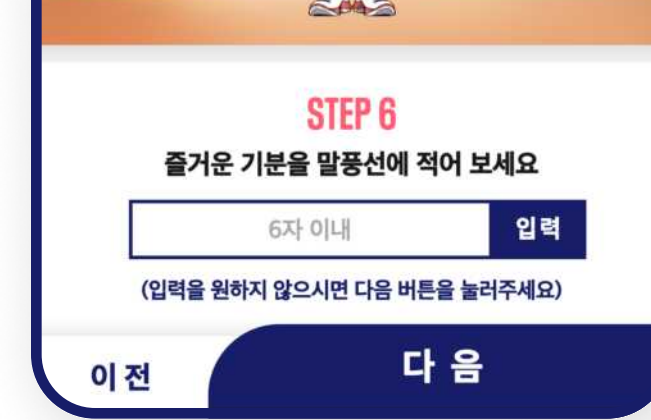 STEP 6
즐거운 기분을 말풍선에 적어 보세요
6자 이내
입력
(입력을 원하지 않으시면 다음 버튼을 눌러주세요)
이전
다음